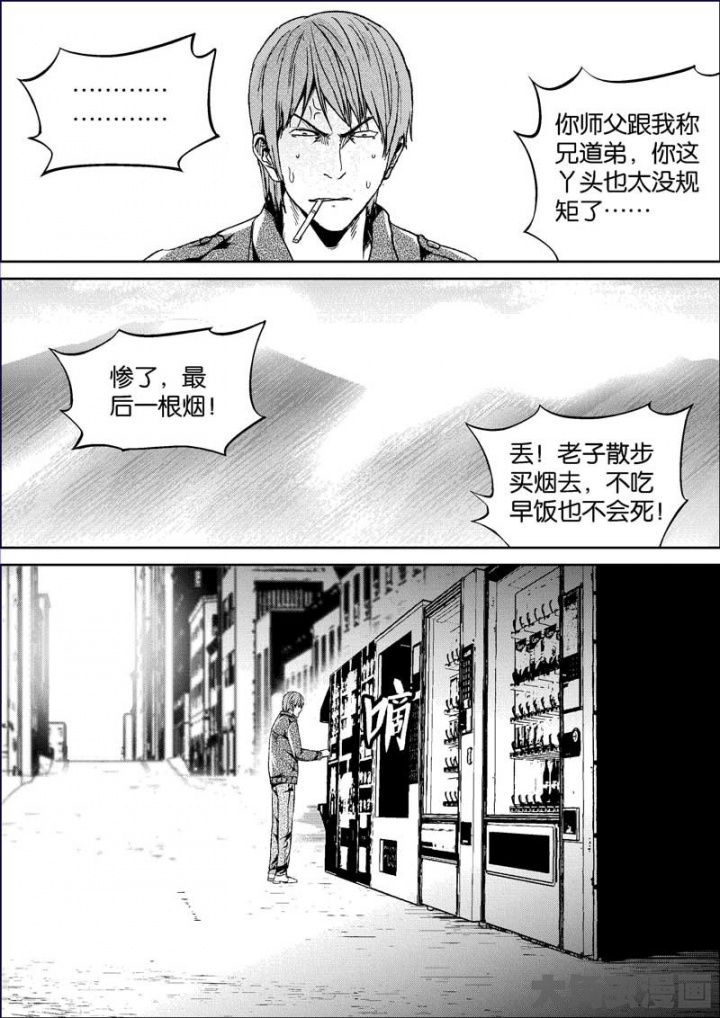 …………
…………
你师父跟我称
兄道弟，你这
丫头也太没规
矩了……
惨了，最
后一根烟！
丢！老子散步
买烟去，不吃
早饭也不会死！
嘀
漫画